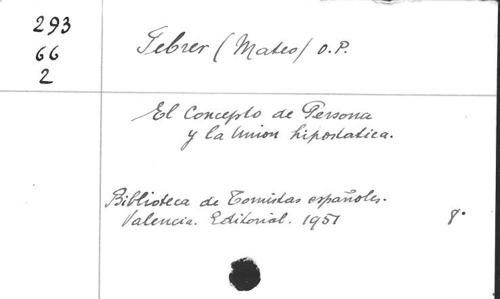 293
66
2
Febrer (Mateo) O.P.
El Concepto de Persona
y la Union hipostatica.
Biblioteca de Tomistas españoles.
Valencia. Editorial. 1951 8.